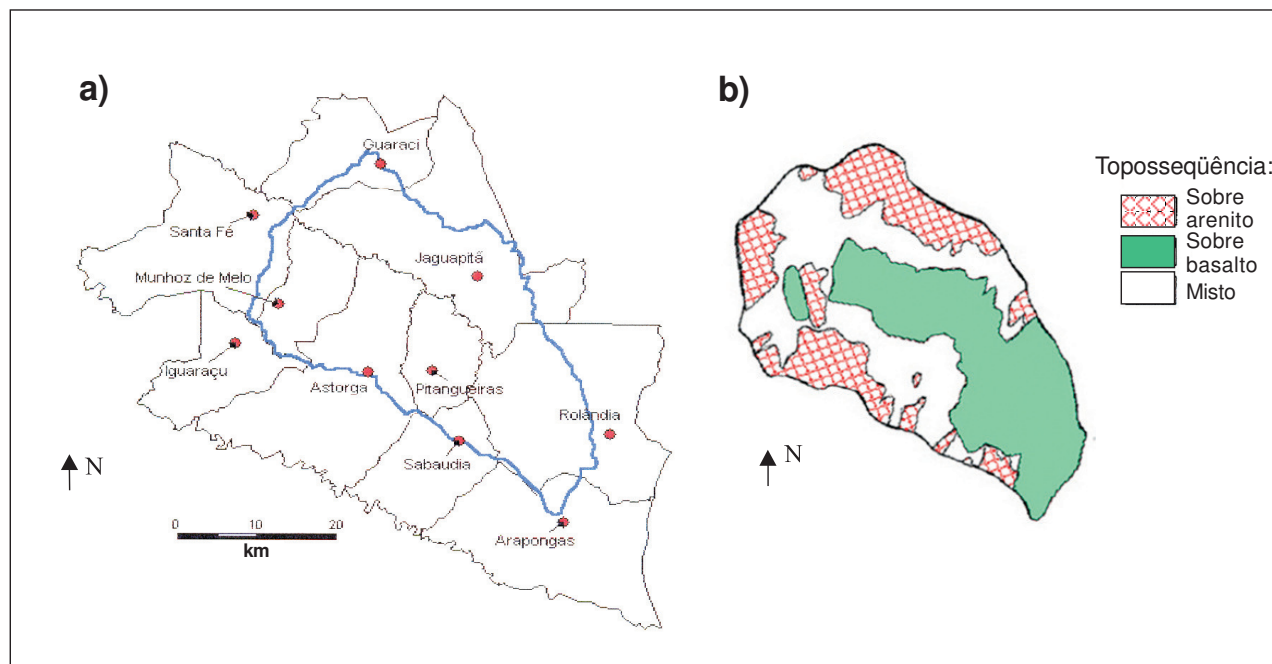 a)
Guaraci
Santa Fé
Jaguapitã
Munhoz de Melo
Iguaraçu
Astorga
Pitangueiras
Rolândia
Sabaudia
Arapongas
N
0 10 20
km
b)
Toposseqüência:
Sobre
arenito
Sobre
basalto
Misto
N